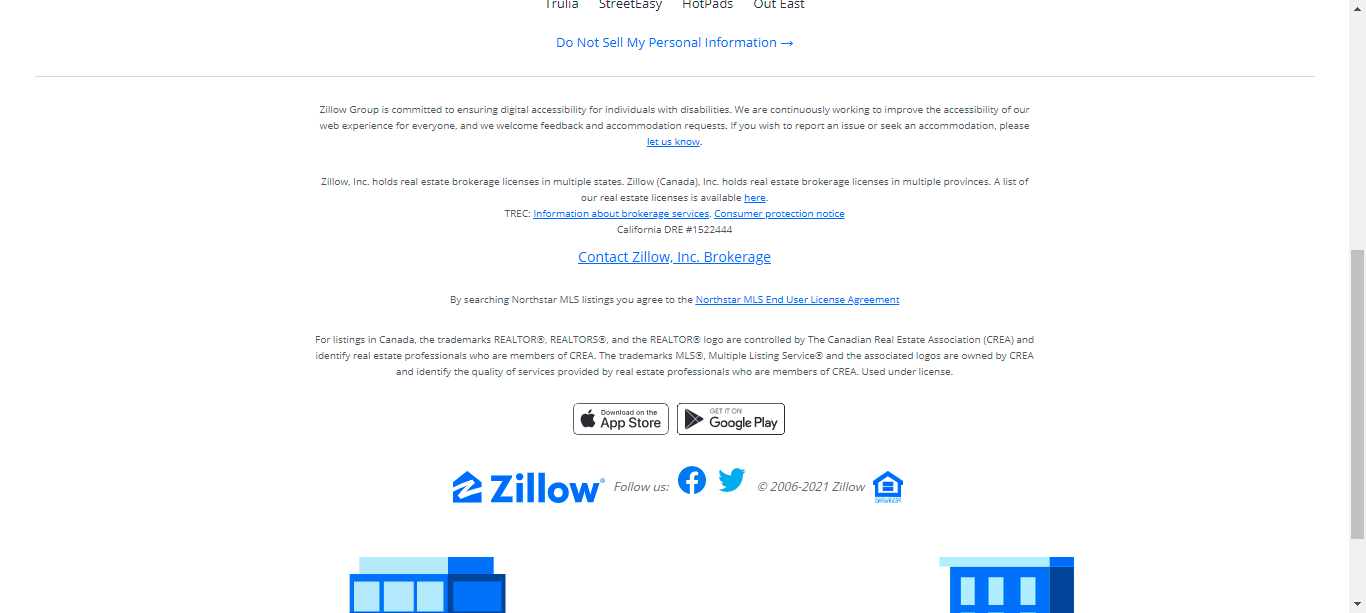 Trulia StreetEasy HotPads Out East
Do Not Sell My Personal Information →
Zillow Group is committed to ensuring digital accessibility for individuals with disabilities. We are continuously working to improve the accessibility of our
web experience for everyone, and we welcome feedback and accommodation requests. If you wish to report an issue or seek an accommodation, please
let us know.
Zillow, Inc. holds real estate brokerage licenses in multiple states. Zillow (Canada), Inc. holds real estate brokerage licenses in multiple provinces. A list of
our real estate licenses is available here.
TREC: Information about brokerage services, Consumer protection notice
California DRE #1522444
Contact Zillow, Inc. Brokerage
By searching Northstar MLS listings you agree to the Northstar MLS End User License Agreement
For listings in Canada, the trademarks REALTOR®, REALTORS®, and the REALTOR® logo are controlled by The Canadian Real Estate Association (CREA) and
identify real estate professionals who are members of CREA. The trademarks MLS®, Multiple Listing Service® and the associated logos are owned by CREA
and identify the quality of services provided by real estate professionals who are members of CREA. Used under license.
Download on the
App Store
GET IT ON
Google Play
Zillow® Follow us: © 2006-2021 Zillow